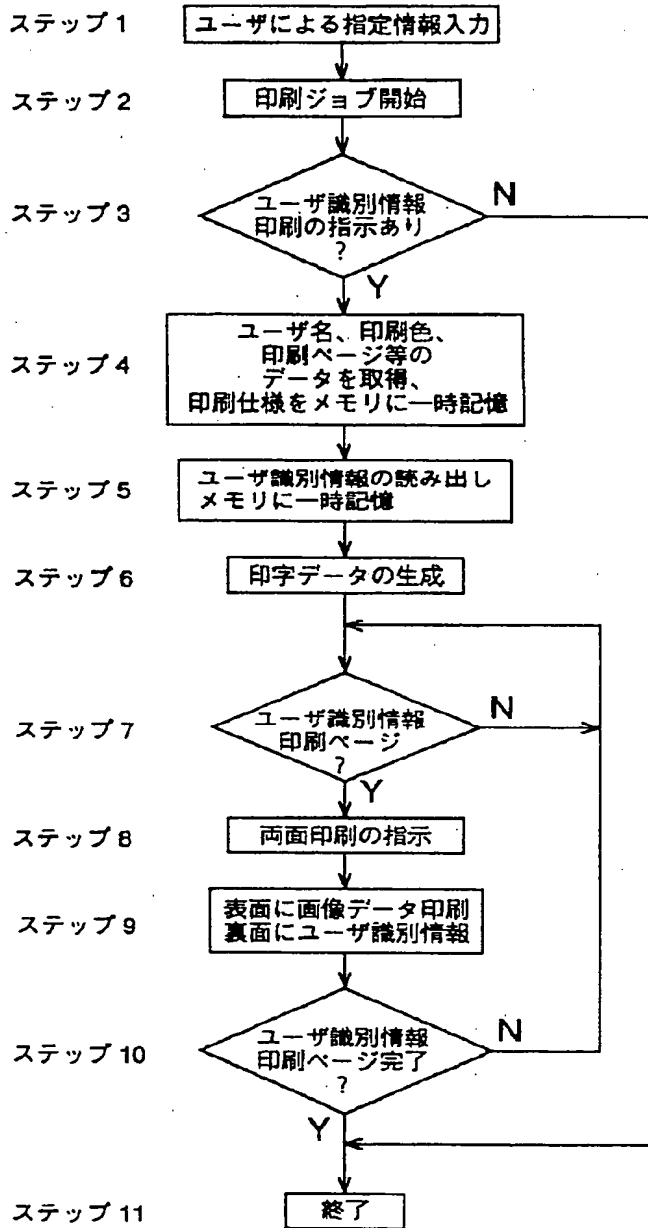 ステップ 1
ユーザによる指定情報入力
ステップ 2
印刷ジョブ開始
ステップ 3
ユーザ識別情報
印刷の指示あり
?
N
Y
ステップ 4
ユーザ名、印刷色、
印刷ページ等の
データを取得、
印刷仕様をメモリに一時記憶
ステップ 5
ユーザ識別情報の読み出し
メモリに一時記憶
ステップ 6
印字データの生成
ステップ 7
ユーザ識別情報
印刷ページ
?
N
Y
ステップ 8
両面印刷の指示
ステップ 9
表面に画像データ印刷
裏面にユーザ識別情報
ステップ 10
ユーザ識別情報
印刷ページ完了
?
N
Y
ステップ 11
終了